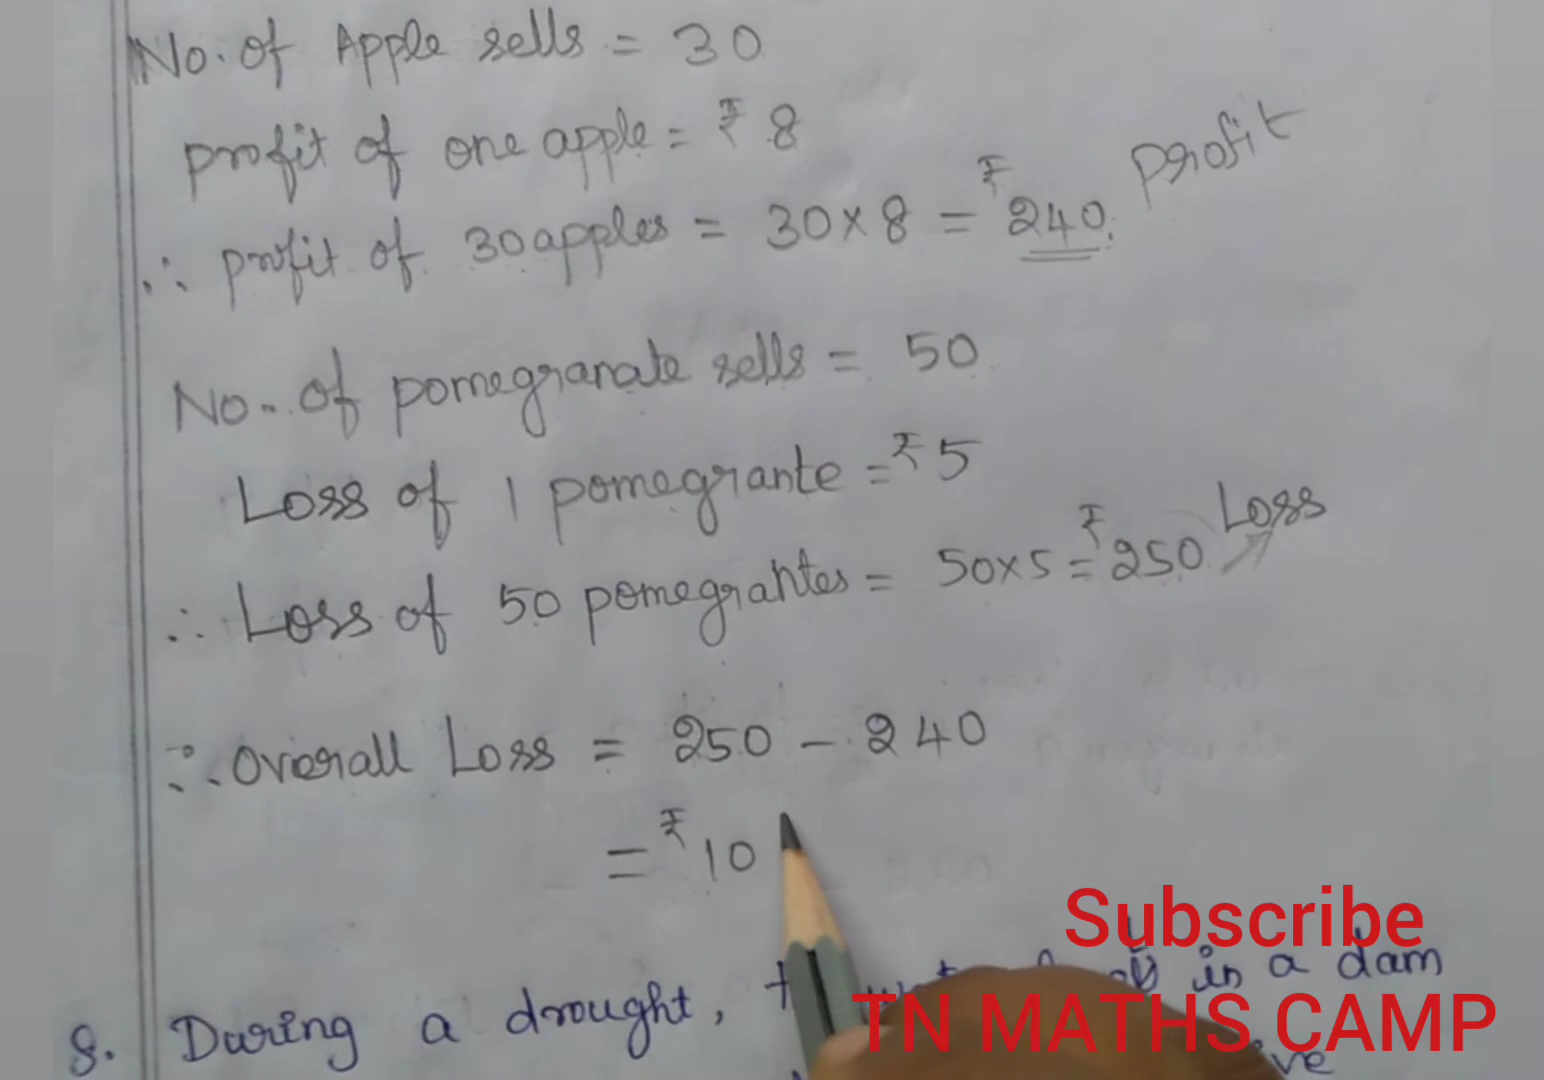 No. of Apple sells = 30
profit of one apple = ₹ 8
∴ profit of 30 apples = 30 × 8 = ₹ 240. profit
No. of pomegranate sells = 50
Loss of 1 pomegrante = ₹ 5
∴ Loss of 50 pomegrantes = 50×5 = ₹ 250 Loss
∴ Overall Loss = 250 - 240
= ₹ 10
Subscribe
8. During a drought, in a dam
TN MATHS CAMP